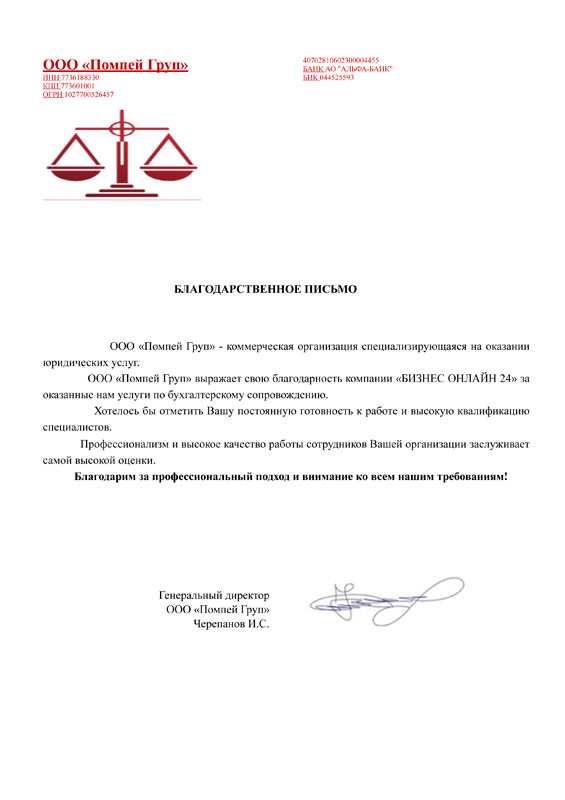 ООО «Помпей Груп»
ИНН 7736188330
КПП 773601001
ОГРН 1027700526457
40702810602300004455
БАНК АО "АЛЬФА-БАНК"
БИК 044525593
БЛАГОДАРСТВЕННОЕ ПИСЬМО
ООО «Помпей Груп» - коммерческая организация специализирующаяся на оказании
юридических услуг.
ООО «Помпей Груп» выражает свою благодарность компании «БИЗНЕС ОНЛАЙН 24» за
оказанные нам услуги по бухгалтерскому сопровождению.
Хотелось бы отметить Вашу постоянную готовность к работе и высокую квалификацию
специалистов.
Профессионализм и высокое качество работы сотрудников Вашей организации заслуживает
самой высокой оценки.
Благодарим за профессиональный подход и внимание ко всем нашим требованиям!
Генеральный директор
ООО «Помпей Груп»
Черепанов И.С.